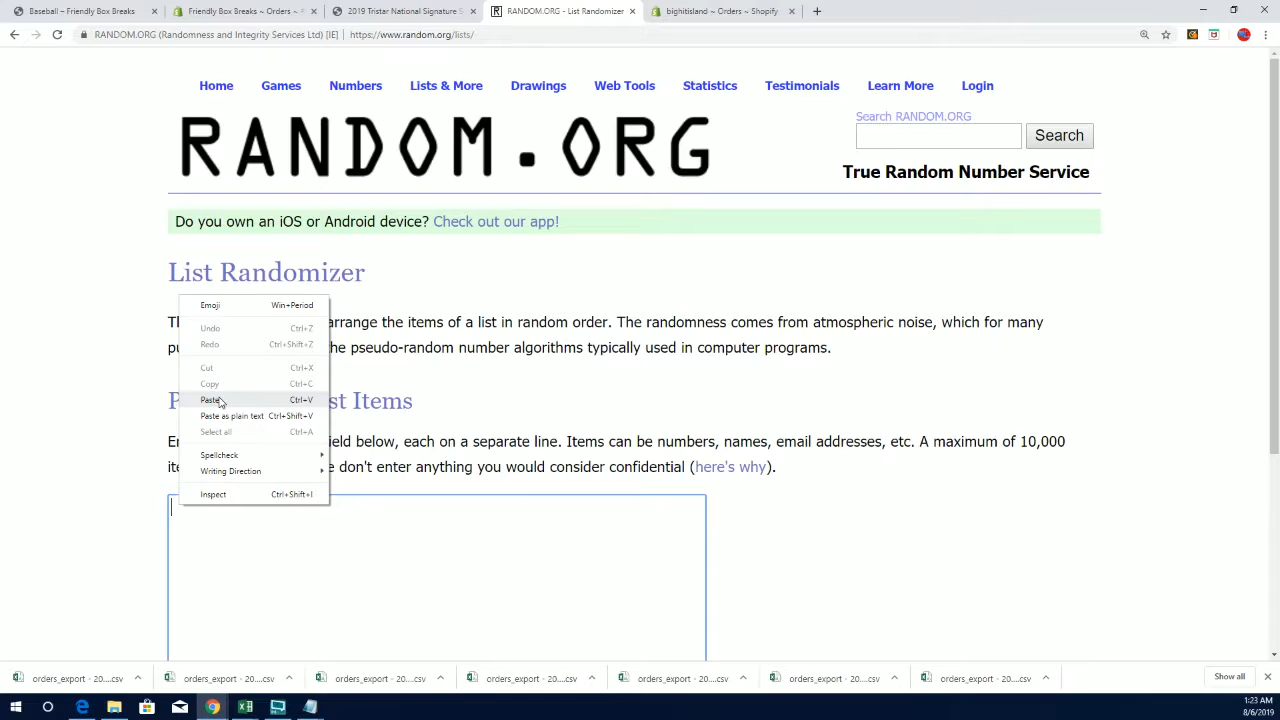 Baseball – Friendly Box Breaks
Friendly Box Breaks ~ Orders ~
2019 Tristar National Signature S
RANDOM.ORG - List Randomizer
bightitisland ~ Orders ~ Shopify
RANDOM.ORG (Randomness and Integrity Services Ltd) [IE]
https://www.random.org/lists/
Home Games Numbers Lists & More Drawings Web Tools Statistics Testimonials Learn More Login
RANDOM.ORG
Search RANDOM.ORG
Search
True Random Number Service
Do you own an iOS or Android device? Check out our app!
List Randomizer
arrange the items of a list in random order. The randomness comes from atmospheric noise, which for many
he pseudo-random number algorithms typically used in computer programs.
st Items
ield below, each on a separate line. Items can be numbers, names, email addresses, etc. A maximum of 10,000
e don't enter anything you would consider confidential (here's why).
Emoji Win+Period
Undo Ctrl+Z
Redo Ctrl+Shift+Z
Cut Ctrl+X
Copy Ctrl+C
Paste Ctrl+V
Paste as plain text Ctrl+Shift+V
Select all Ctrl+A
Spellcheck
Writing Direction
Inspect Ctrl+Shift+I
orders_export - 20....csv
orders_export - 20....csv
orders_export - 20....csv
orders_export - 20....csv
orders_export - 20....csv
orders_export - 20....csv
orders_export - 20....csv
Show all
1:23 AM
8/6/2019